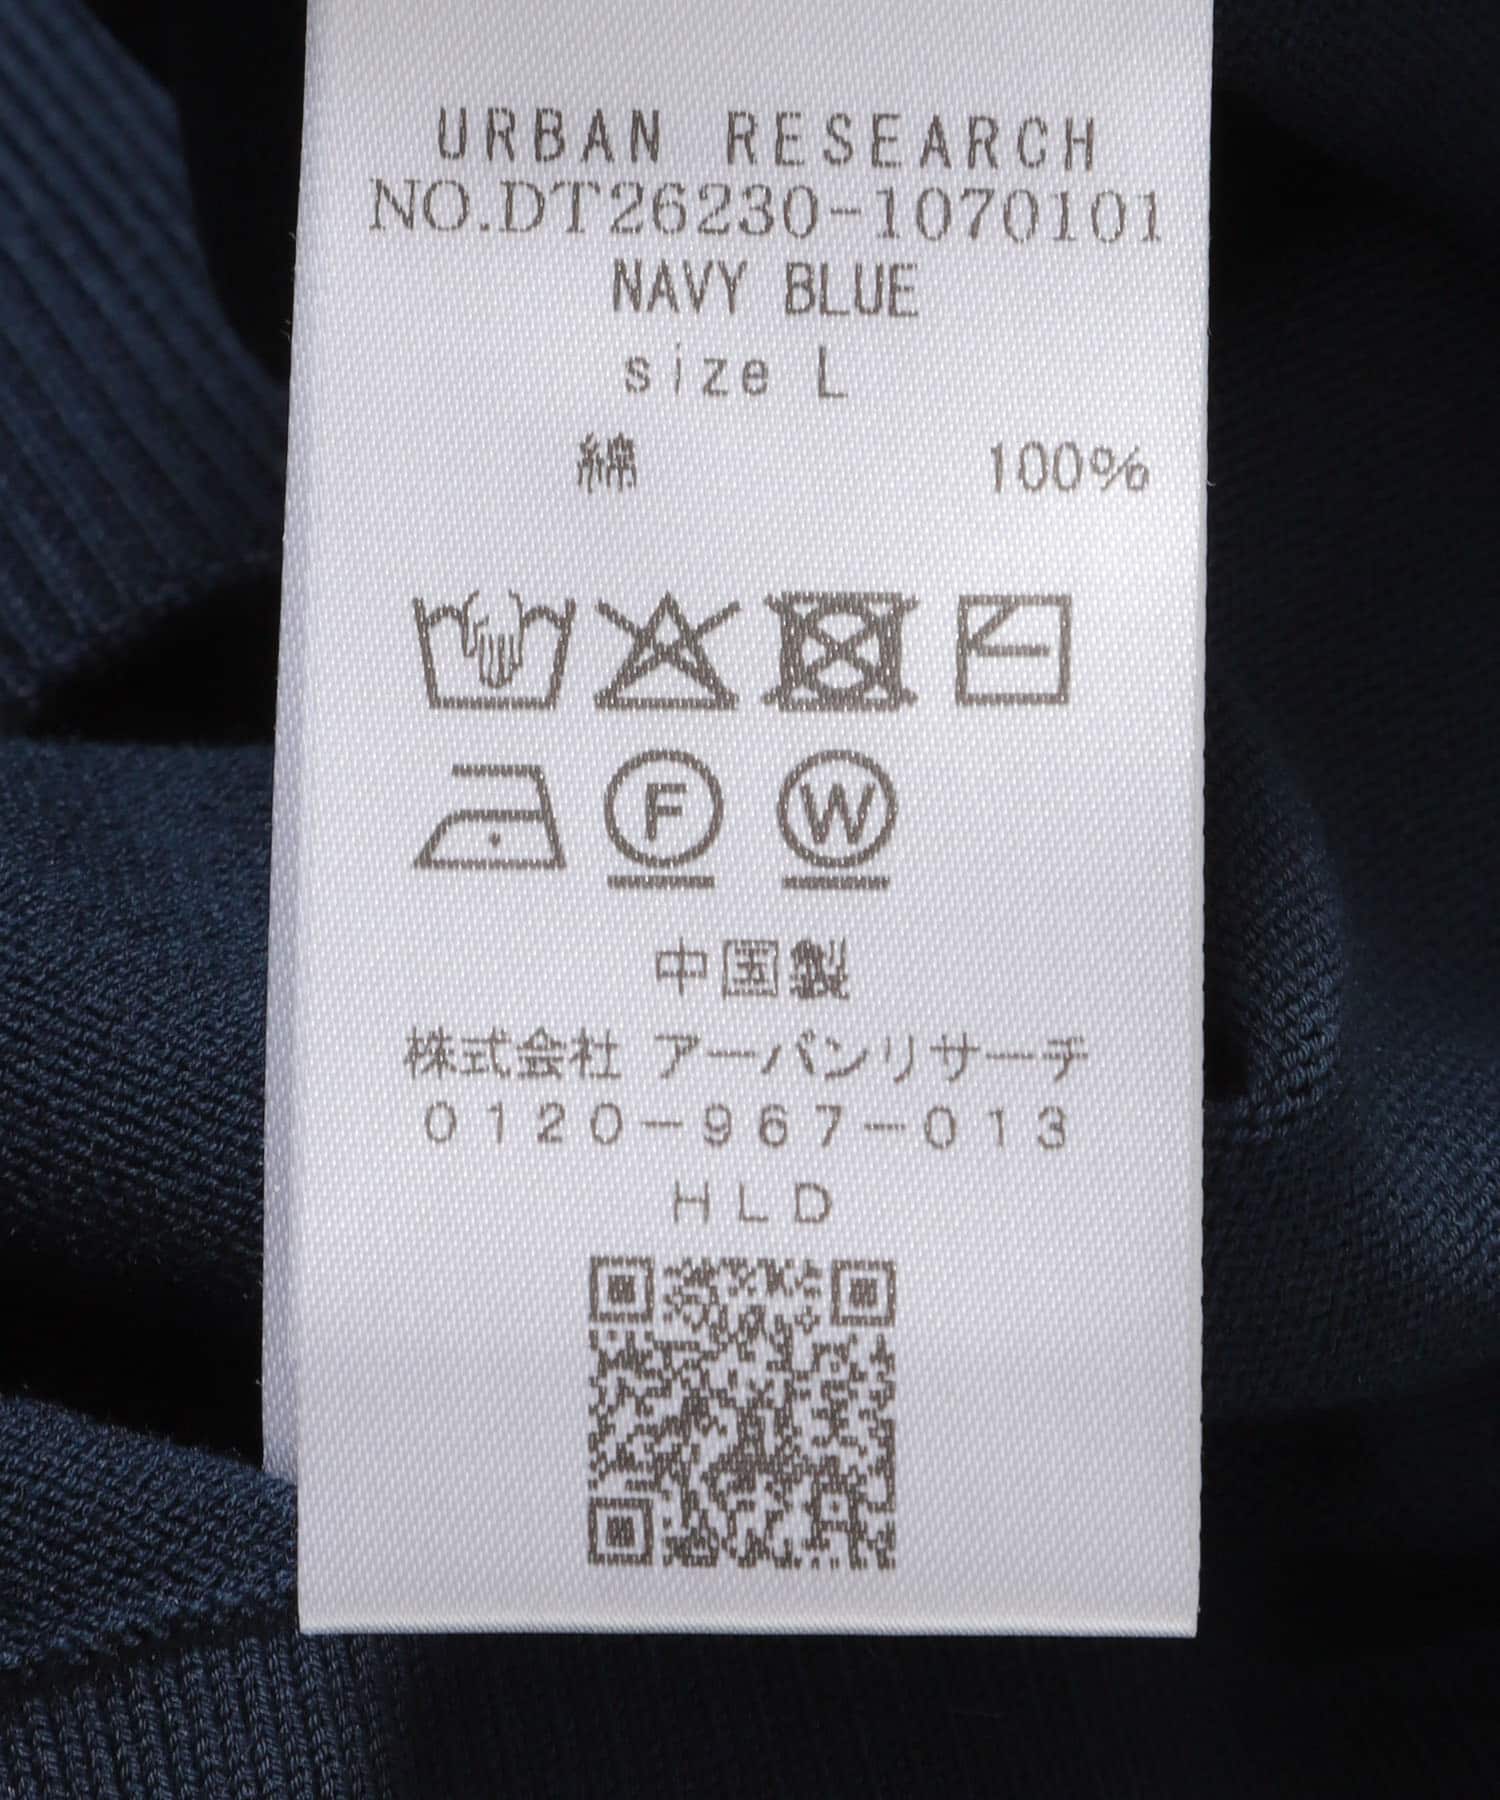 URBAN RESEARCH
NO.DT26230-1070101
NAVY BLUE
size L
綿 100%
F W
中国製
株式会社 アーバンリサーチ
0120-967-013
HLD